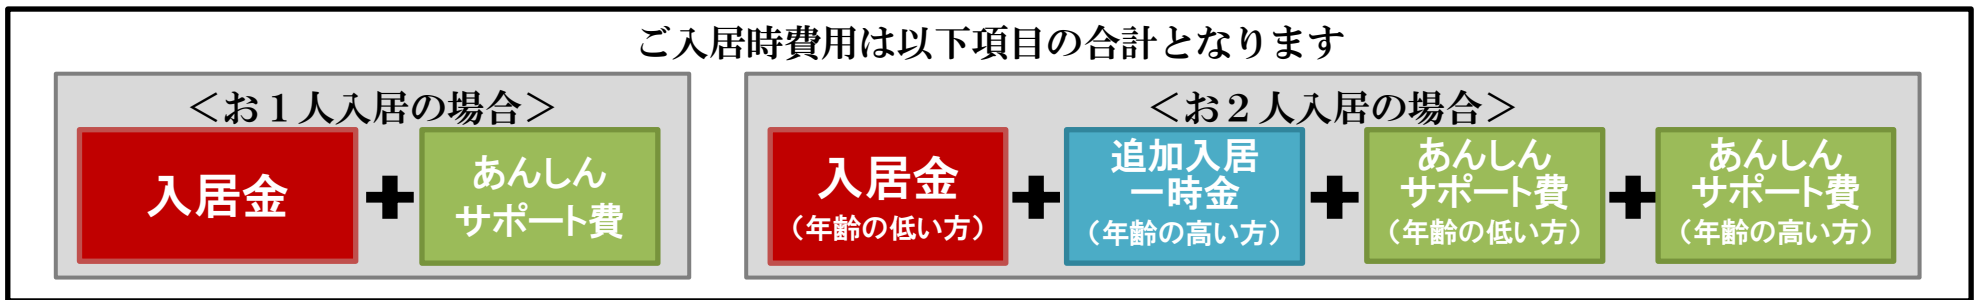 ご入居時費用は以下項目の合計となります
＜お１人入居の場合＞
入居金
＋
あんしん
サポート費
＜お２人入居の場合＞
入居金
（年齢の低い方）
＋
追加入居
一時金
（年齢の高い方）
＋
あんしん
サポート費
（年齢の低い方）
＋
あんしん
サポート費
（年齢の高い方）